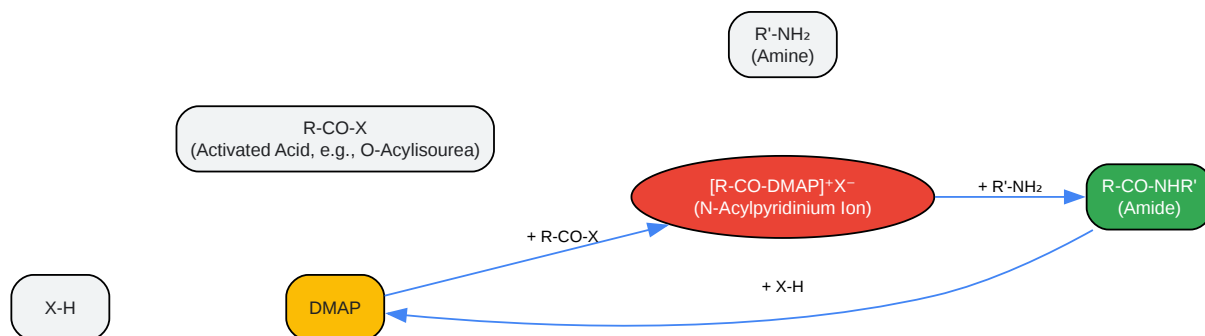 R'-NH₂
(Amine)
R-CO-X
(Activated Acid, e.g., O-Acylisourea)
[R-CO-DMAP]⁺X⁻
(N-Acylpyridinium Ion)
+ R'-NH₂
R-CO-NHR'
(Amide)
+ R-CO-X
+ X-H
X-H
DMAP